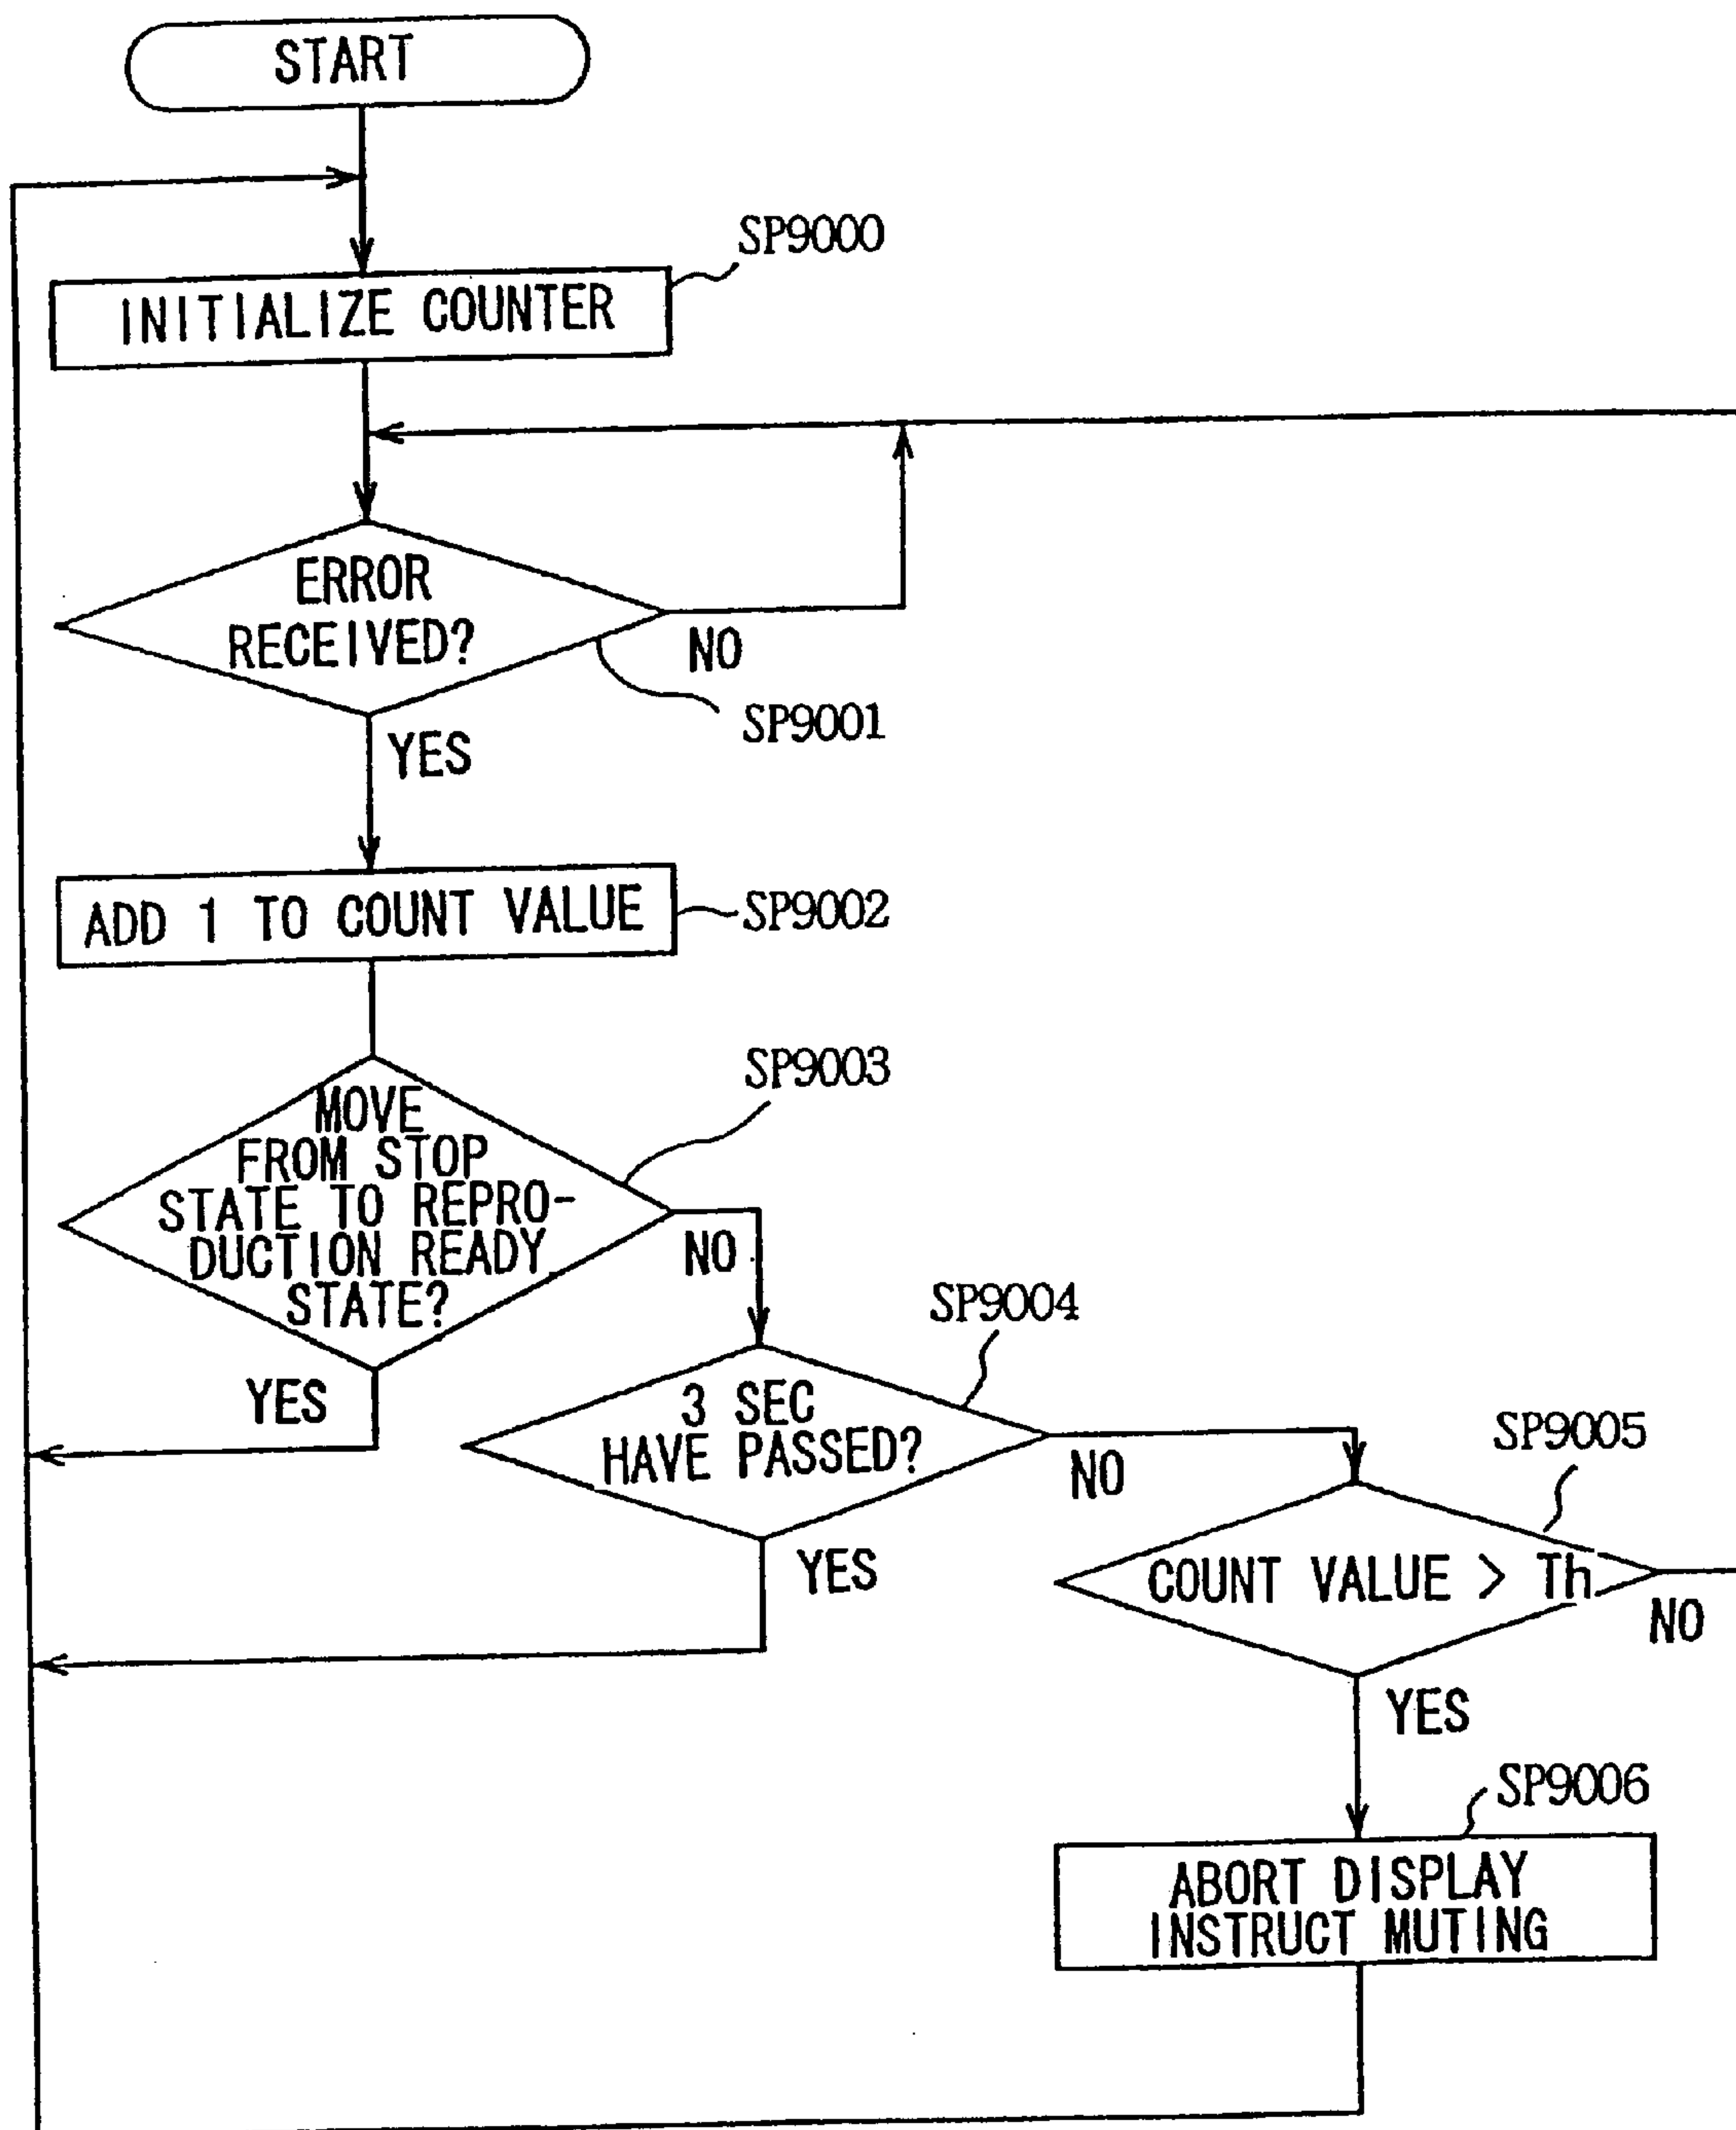 START
SP9000
INITIALIZE COUNTER
ERROR
RECEIVED?
NO
SP9001
YES
ADD 1 TO COUNT VALUE
SP9002
SP9003
MOVE
FROM STOP
STATE TO REPRO-
DUCTION READY
STATE?
NO
YES
SP9004
3 SEC
HAVE PASSED?
NO
YES
SP9005
COUNT VALUE > Th
NO
YES
SP9006
ABORT DISPLAY
INSTRUCT MUTING